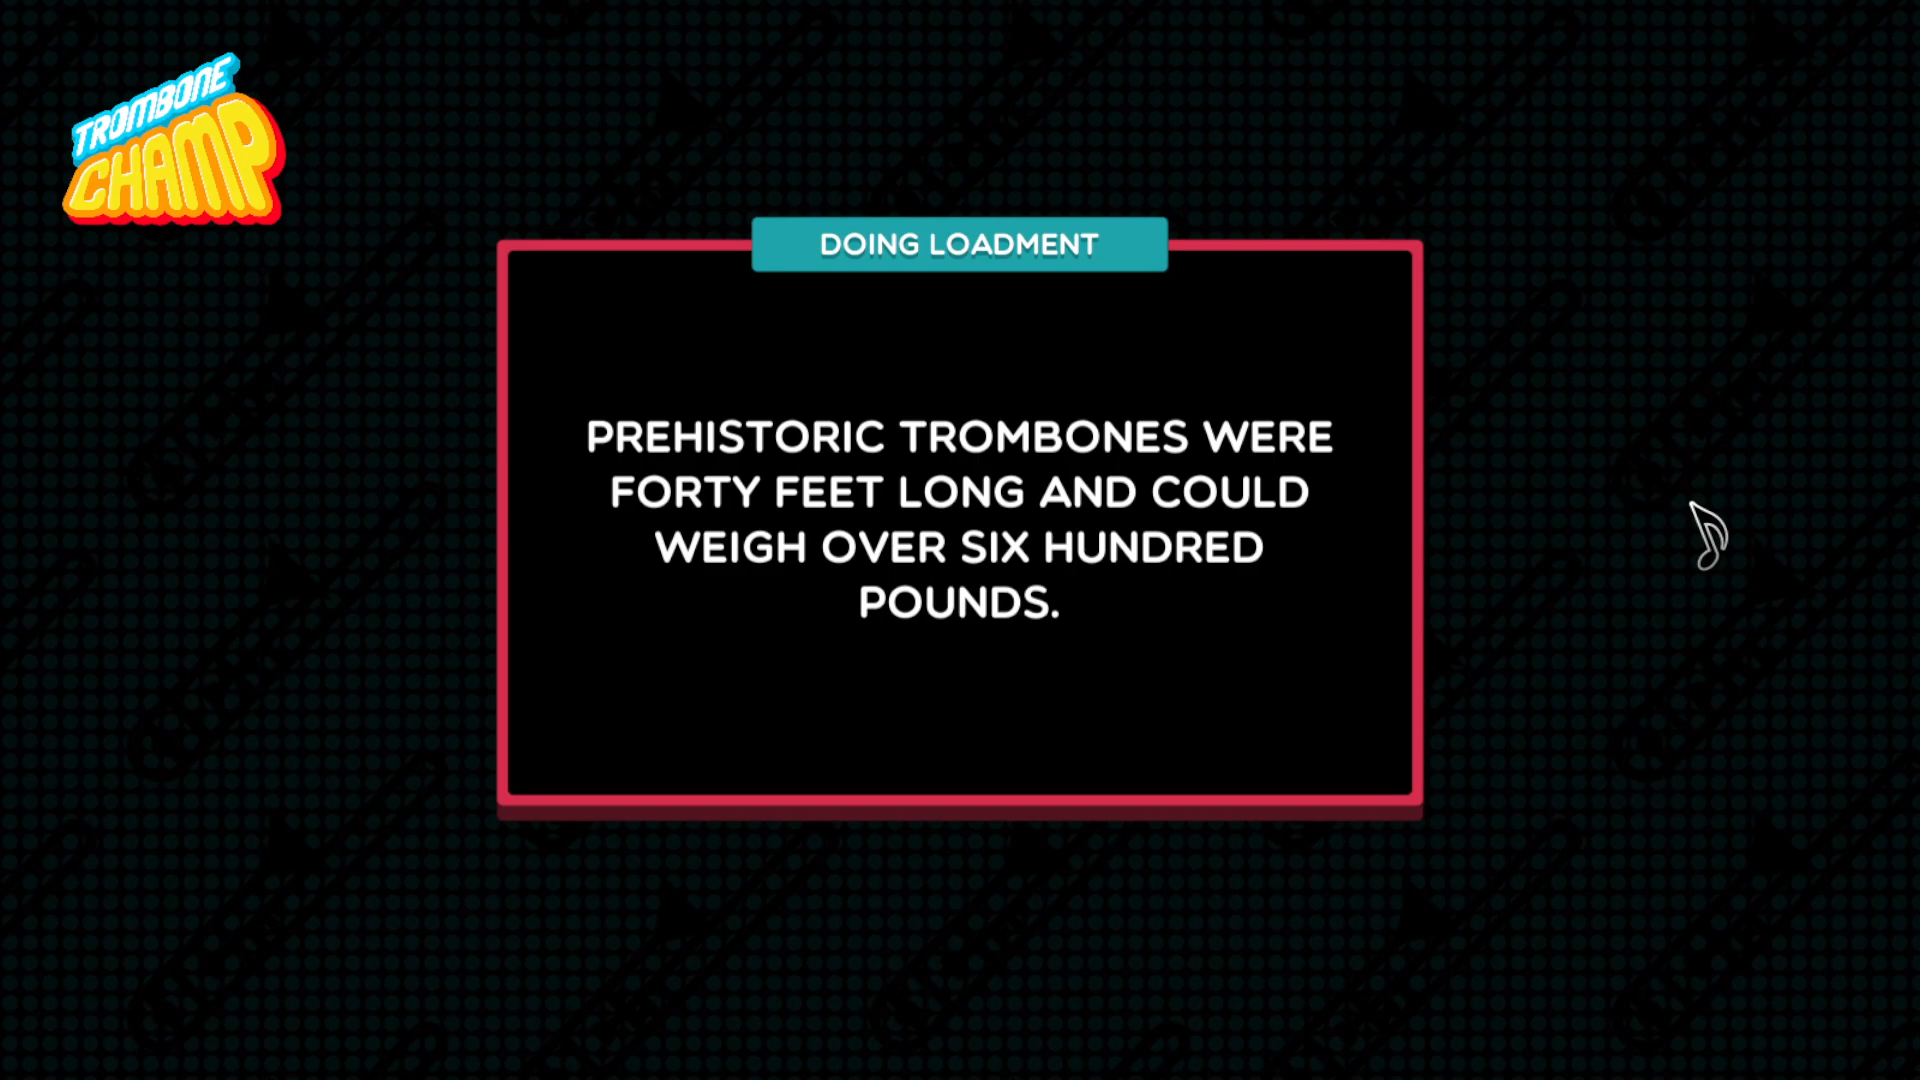 TROMBONE
CHAMP
DOING LOADMENT
PREHISTORIC TROMBONES WERE
FORTY FEET LONG AND COULD
WEIGH OVER SIX HUNDRED
POUNDS.